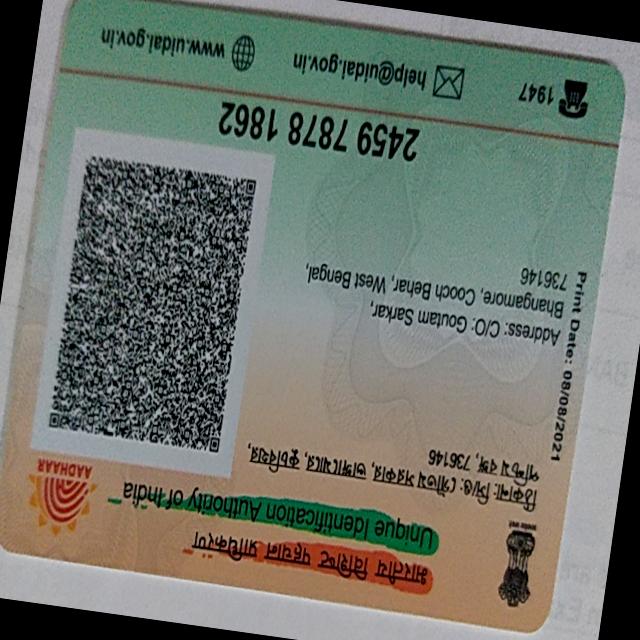 भारतीय विशिष्ट पहचान प्राधिकरण
Unique Identification Authority of India
AADHAAR
ঠিকানা: সি/ও: গৌতম সরকার, ভাঙ্গামোড়, কুচবিহার,
পশ্চিম বঙ্গ, 736146
Address: C/O: Goutam Sarkar,
Bhangamore, Cooch Behar, West Bengal,
736146
Print Date: 08/08/2021
2459 7878 1862
1947
help@uidai.gov.in
www.uidai.gov.in